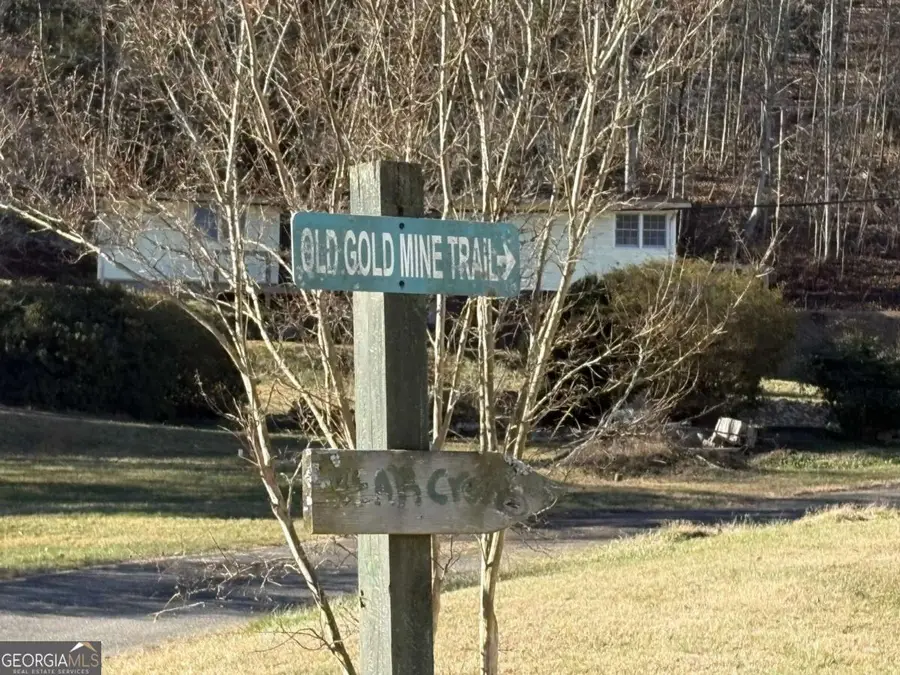 OLD GOLD MINE TRAIL→
GEORGIAMLS
REAL ESTATE SERVICES